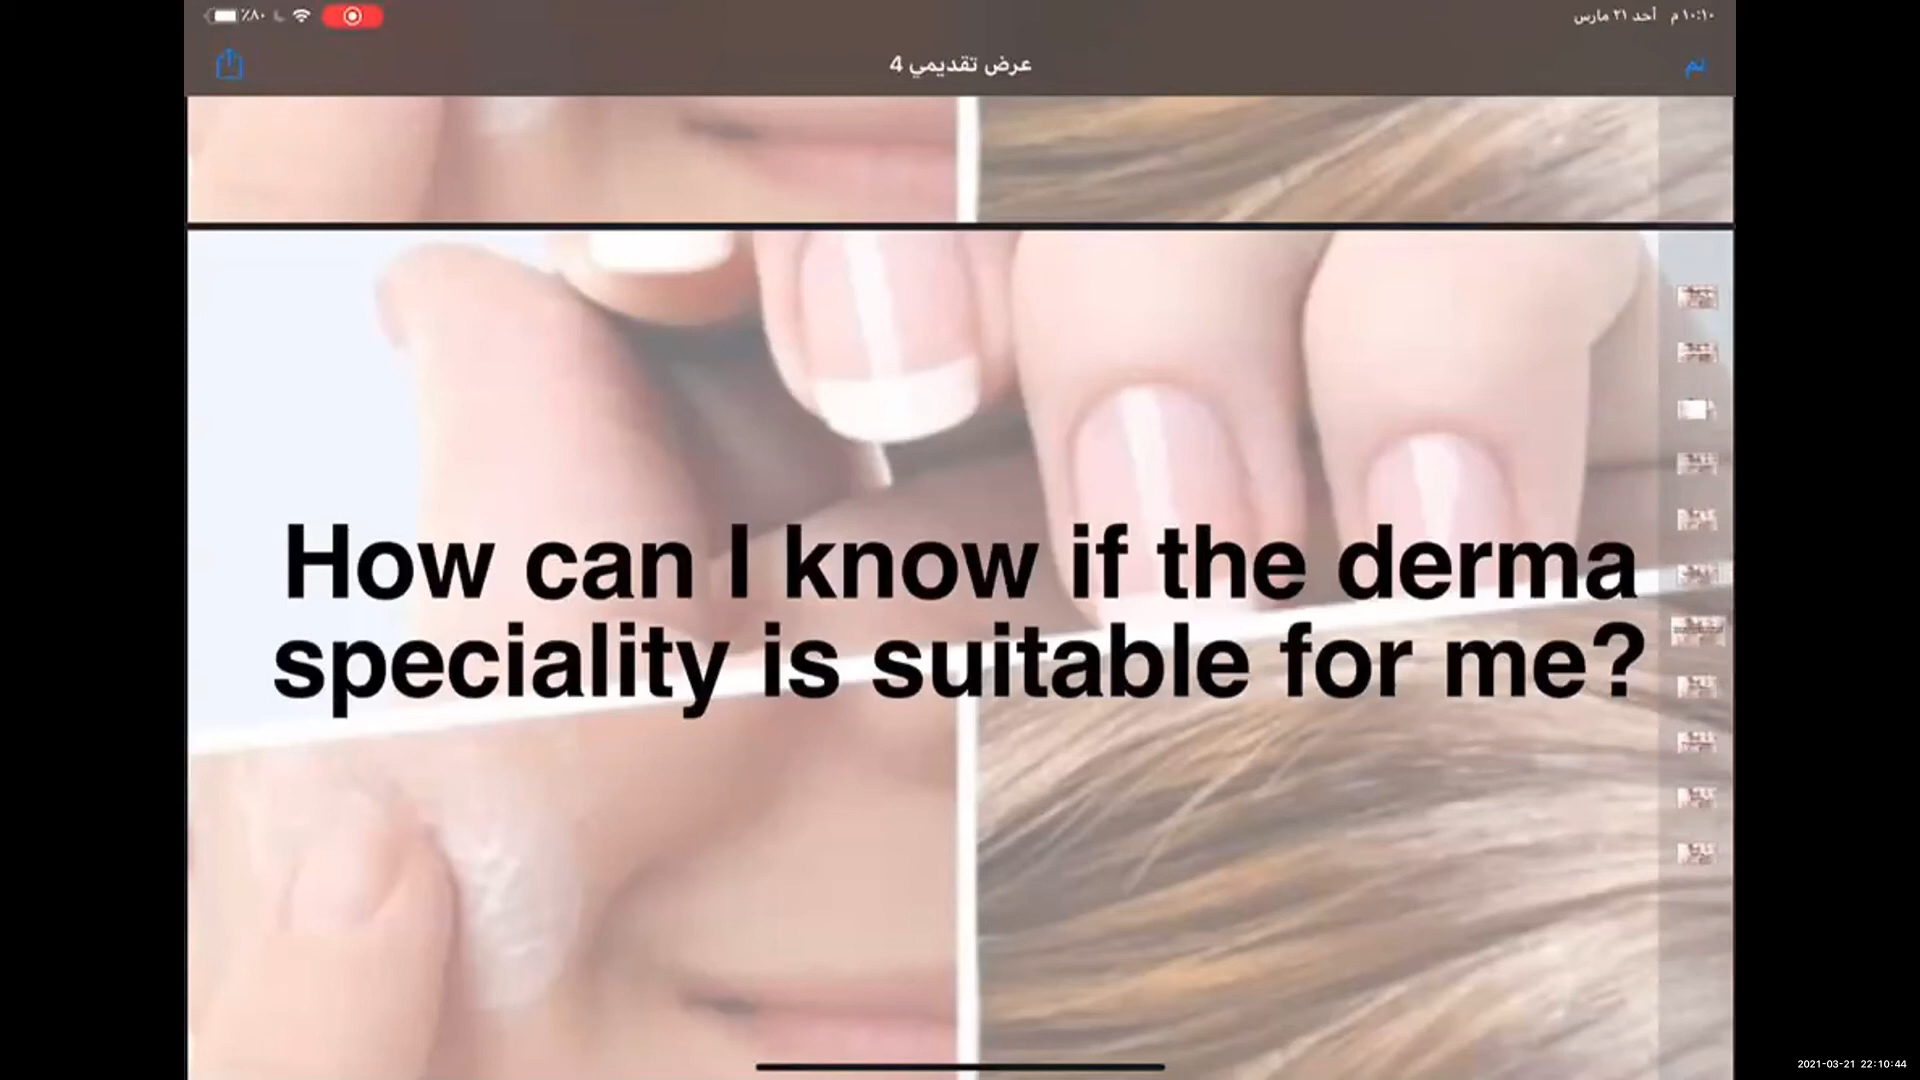 ١٠:١٠ م أحد ٢١ مارس
٪٨٠
تم
عرض تقديمي 4
How can I know if the derma
speciality is suitable for me?
2021-03-21 22:10:44